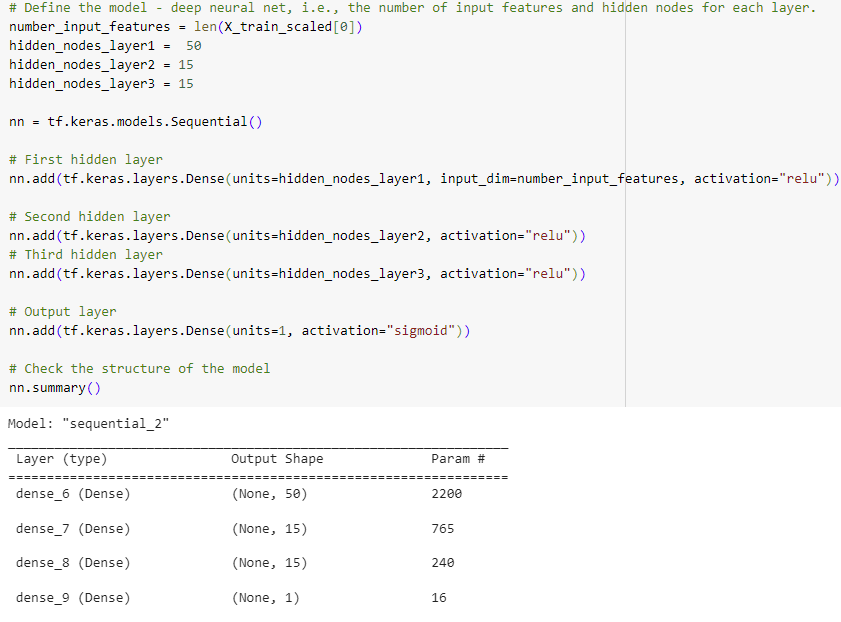 # Define the model - deep neural net, i.e., the number of input features and hidden nodes for each layer.
number_input_features = len(X_train_scaled[0])
hidden_nodes_layer1 =  50
hidden_nodes_layer2 = 15
hidden_nodes_layer3 = 15
nn = tf.keras.models.Sequential()
# First hidden layer
nn.add(tf.keras.layers.Dense(units=hidden_nodes_layer1, input_dim=number_input_features, activation="relu"))
# Second hidden layer
nn.add(tf.keras.layers.Dense(units=hidden_nodes_layer2, activation="relu"))
# Third hidden layer
nn.add(tf.keras.layers.Dense(units=hidden_nodes_layer3, activation="relu"))
# Output layer
nn.add(tf.keras.layers.Dense(units=1, activation="sigmoid"))
# Check the structure of the model
nn.summary()
Model: "sequential_2"
_________________________________________________________________
Layer (type)                Output Shape              Param #
=================================================================
dense_6 (Dense)             (None, 50)                2200
dense_7 (Dense)             (None, 15)                765
dense_8 (Dense)             (None, 15)                240
dense_9 (Dense)             (None, 1)                 16